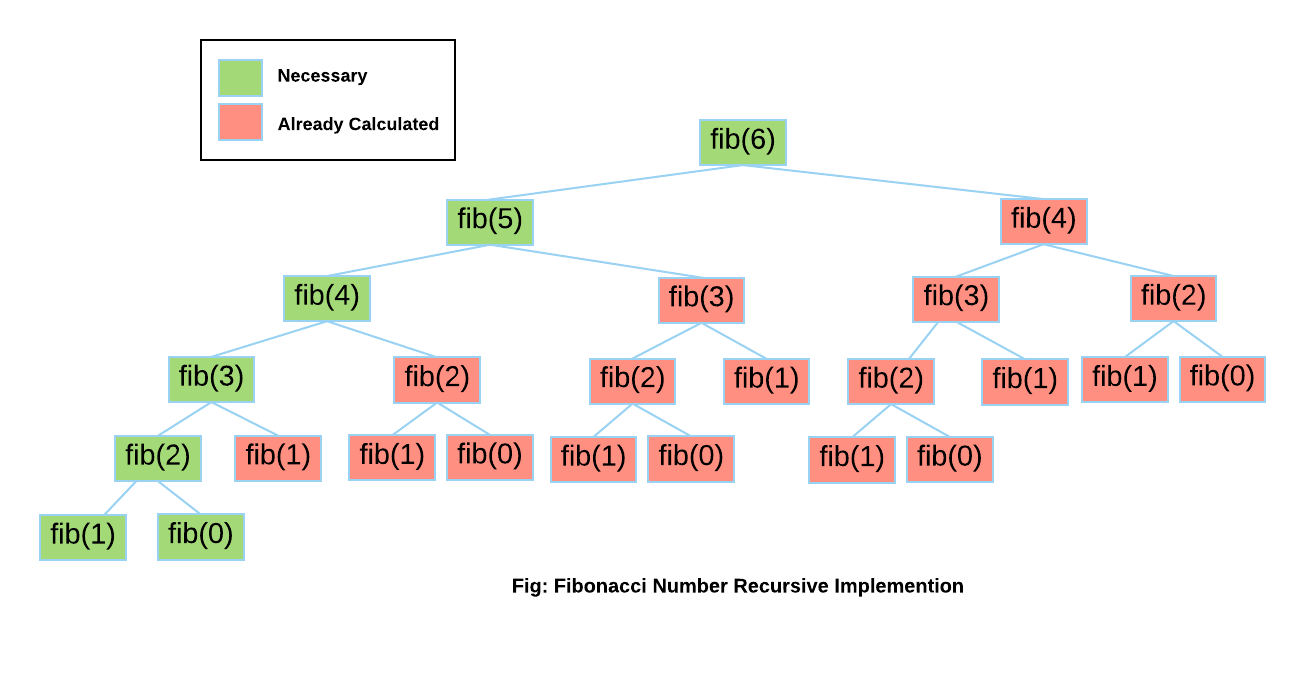 Necessary
Already Calculated
fib(6)
fib(5)
fib(4)
fib(4)
fib(3)
fib(3)
fib(2)
fib(3)
fib(2)
fib(2)
fib(1)
fib(2)
fib(1)
fib(1)
fib(0)
fib(2)
fib(1)
fib(1)
fib(0)
fib(1)
fib(0)
fib(1)
fib(0)
fib(1)
fib(0)
Fig: Fibonacci Number Recursive Implemention